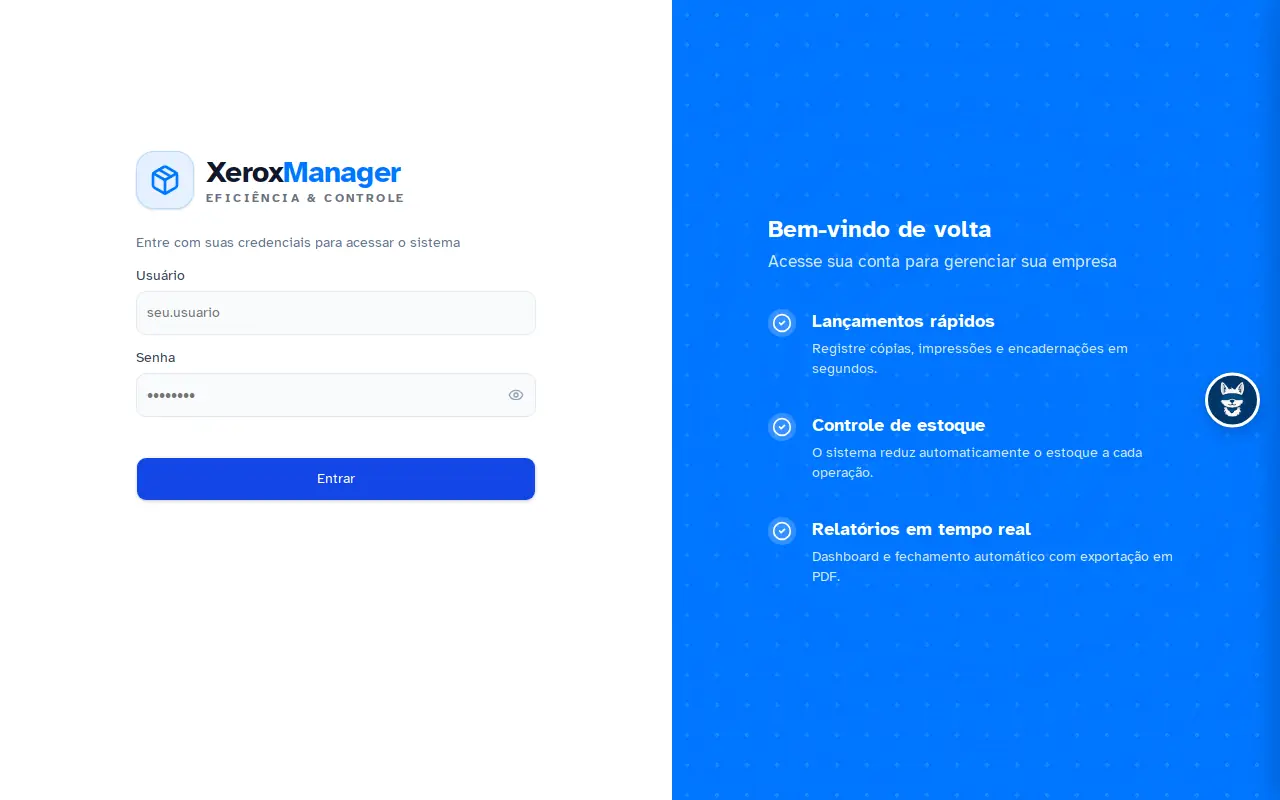 XeroxManager
EFICIÊNCIA & CONTROLE
Entre com suas credenciais para acessar o sistema
Usuário
seu.usuario
Senha
••••••••
Entrar
Bem-vindo de volta
Acesse sua conta para gerenciar sua empresa
Lançamentos rápidos
Registre cópias, impressões e encadernações em
segundos.
Controle de estoque
O sistema reduz automaticamente o estoque a cada
operação.
Relatórios em tempo real
Dashboard e fechamento automático com exportação em
PDF.